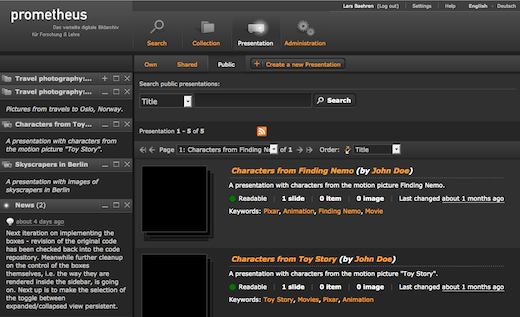 prometheus
Das verteilte digitale Bildarchiv
für Forschung & Lehre
Lars Baehren (Log out) | Settings | Help English - Deutsch
Search Collection Presentation Administration
Own Shared Public + Create a new Presentation
Travel photography:...
Travel photography:...
Pictures from travels to Oslo, Norway.
Characters from Toy...
A presentation with characters
from the motion picture "Toy Story".
Skyscrapers in Berlin
A presentation with images of
skyscrapers in Berlin
News (2)
about 4 days ago
Next iteration on implementing the
boxes - revision of the original code
has been checked back into the code
repository. Meanwhile further cleanup
on the control of the boxes
themselves, i.e. the way they are
rendered inside the sidebar, is going
on. Next up is to make the selection of
the toggle between
expanded/collapsed view persistent.
Search public presentations:
Title Search
Presentation 1 - 5 of 5
Page 1: Characters from Finding Ne of 1 Order: Title
Characters from Finding Nemo (by John Doe)
A presentation with characters from the motion picture Finding Nemo.
Readable | 1 slide | 0 item | 0 image | Last changed about 1 months ago
Keywords: Pixar, Animation, Finding Nemo, Movie
Characters from Toy Story (by John Doe)
A presentation with characters from the motion picture "Toy Story".
Readable | 1 slide | 0 item | 0 image | Last changed about 1 months ago
Keywords: Toy Story, Movies, Pixar, Animation